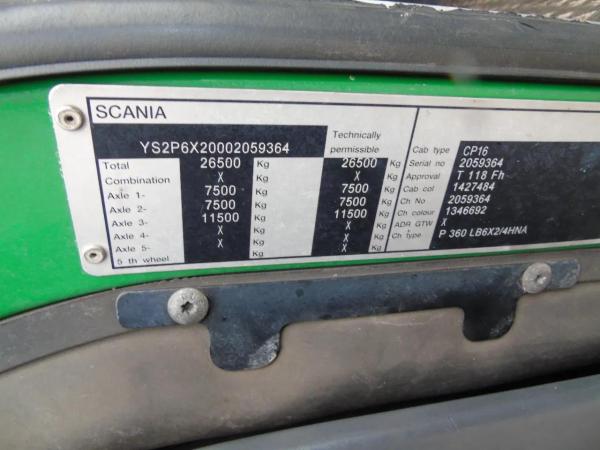 SCANIA
YS2P6X20002059364
Technically
permissible
Total 26500 Kg 26500 Kg
Combination X Kg X Kg
Axle 1- 7500 Kg 7500 Kg
Axle 2- 7500 Kg 7500 Kg
Axle 3- 11500 Kg 11500 Kg
Axle 4- X Kg X Kg
Axle 5- X Kg X Kg
5 th wheel X Kg X Kg
Cab type CP16
Serial no 2059364
Approval T 118 Fh
Cab col 1427484
Ch No 2059364
Ch colour 1346692
ADR GTW X
Ch type P 360 LB6X2/4HNA